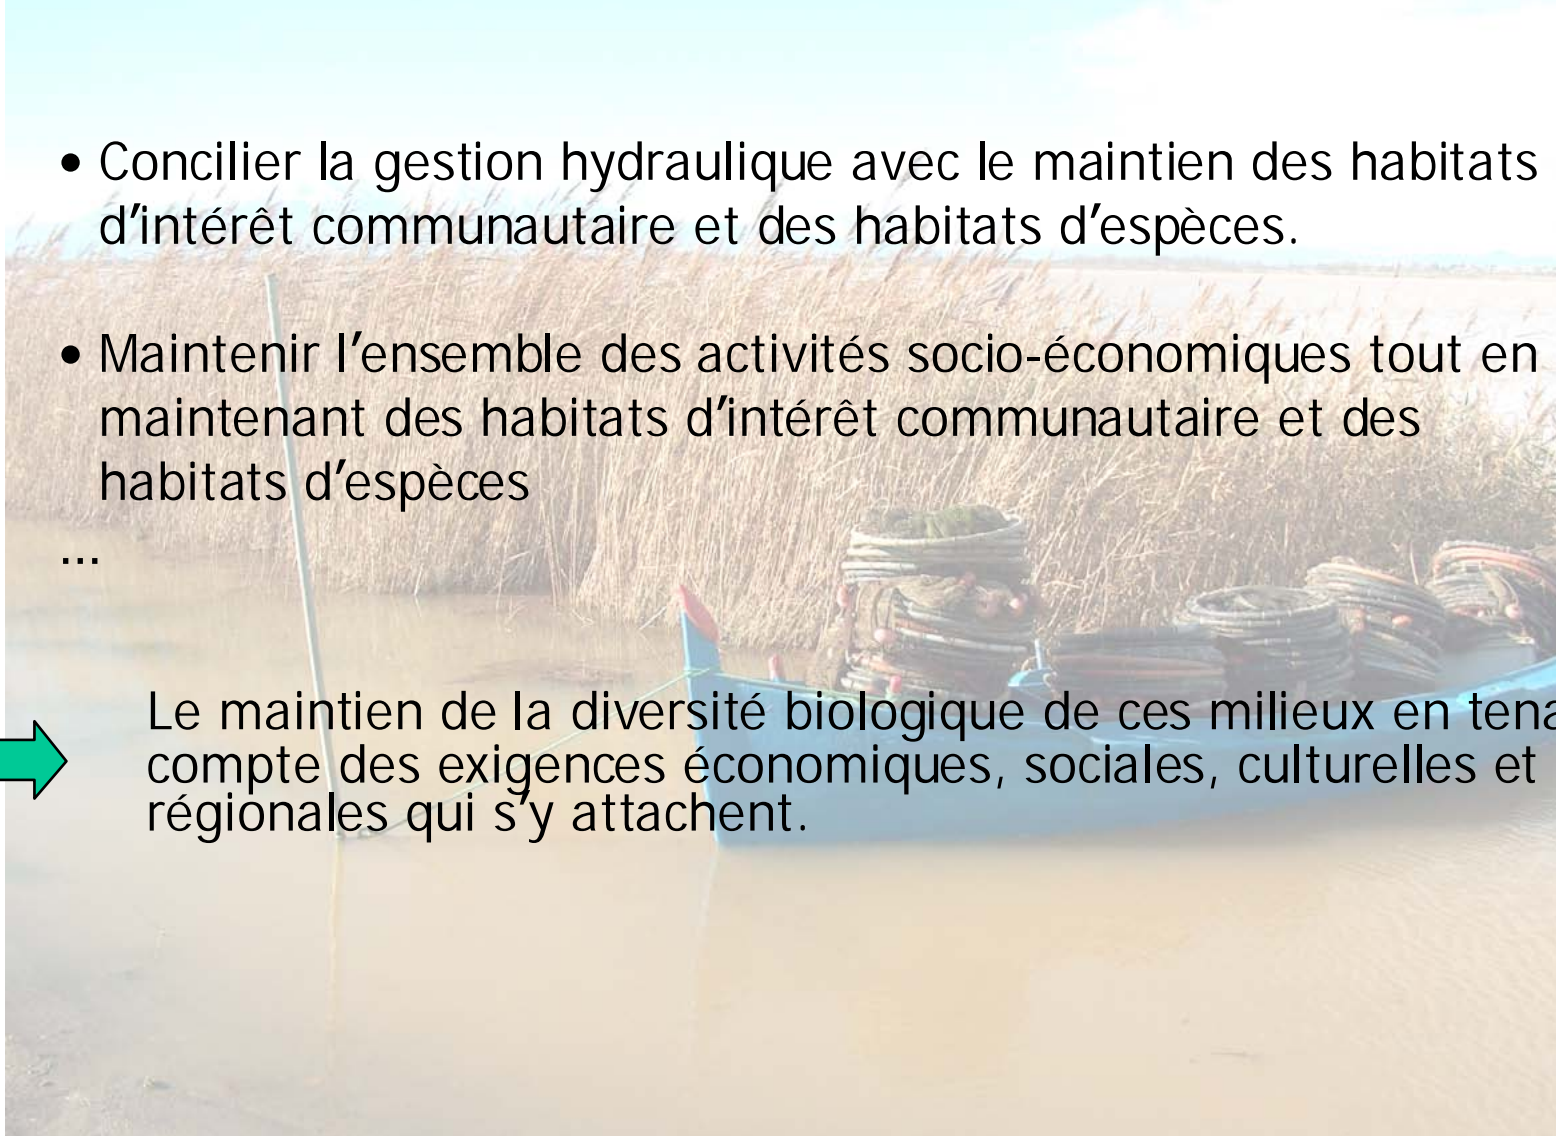 • Concilier la gestion hydraulique avec le maintien des habitats
d'intérêt communautaire et des habitats d'espèces.
• Maintenir l'ensemble des activités socio-économiques tout en
maintenant des habitats d'intérêt communautaire et des
habitats d'espèces
...
Le maintien de la diversité biologique de ces milieux en tena
compte des exigences économiques, sociales, culturelles et
régionales qui s'y attachent.